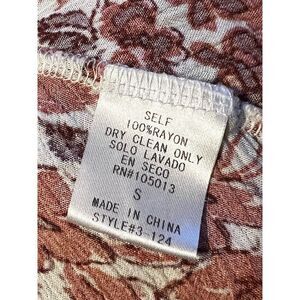 SELF
100%RAYON
DRY CLEAN ONLY
SOLO LAVADO
EN SECO
RN#105013
S
MADE IN CHINA
STYLE#3-124